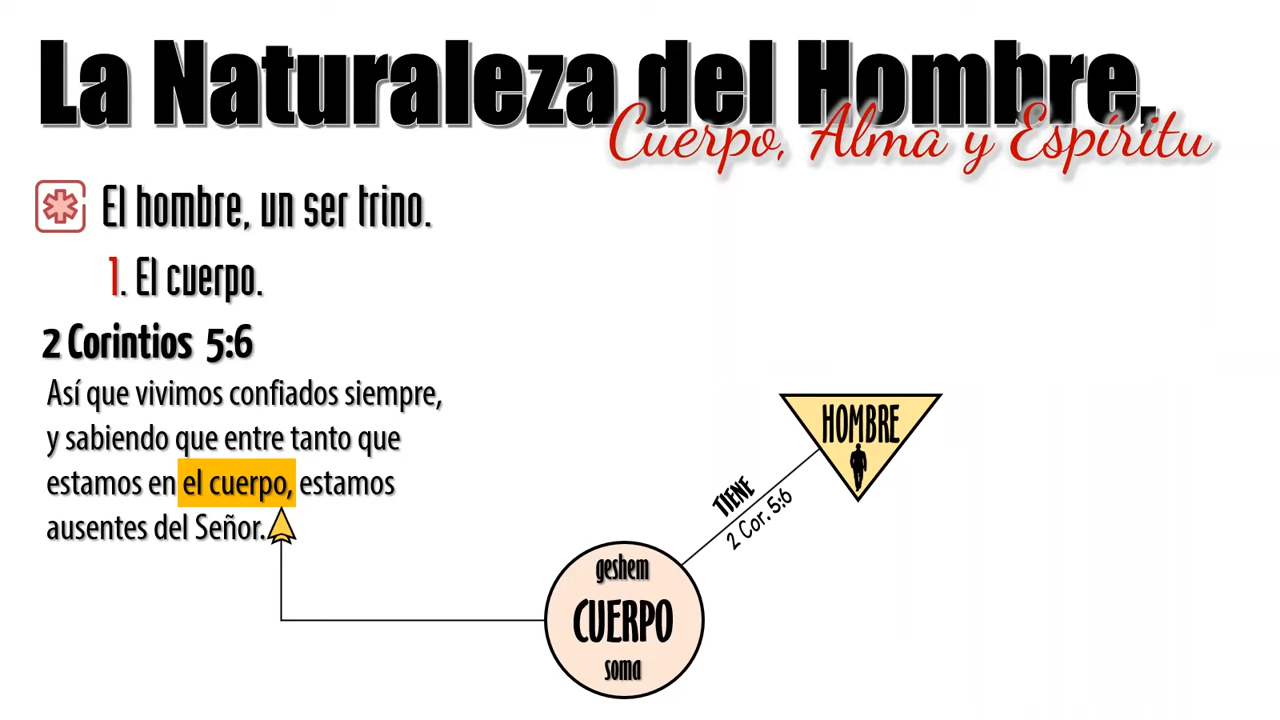 La Naturaleza del Hombre.
Cuerpo, Alma y Espíritu
El hombre, un ser trino.
1. El cuerpo.
2 Corintios 5:6
Así que vivimos confiados siempre,
y sabiendo que entre tanto que
estamos en el cuerpo, estamos
ausentes del Señor.
HOMBRE
TIENE
2 Cor. 5:6
geshem
CUERPO
soma